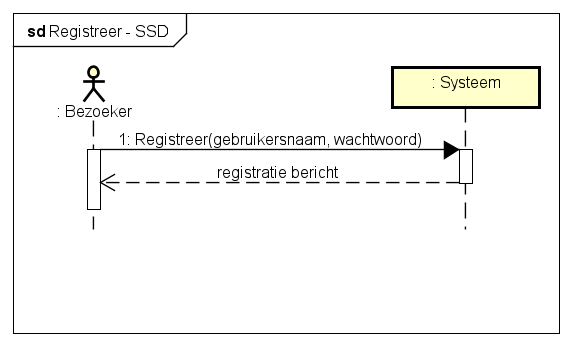 sd Registreer - SSD
: Bezoeker
: Systeem
1: Registreer(gebruikersnaam, wachtwoord)
registratie bericht